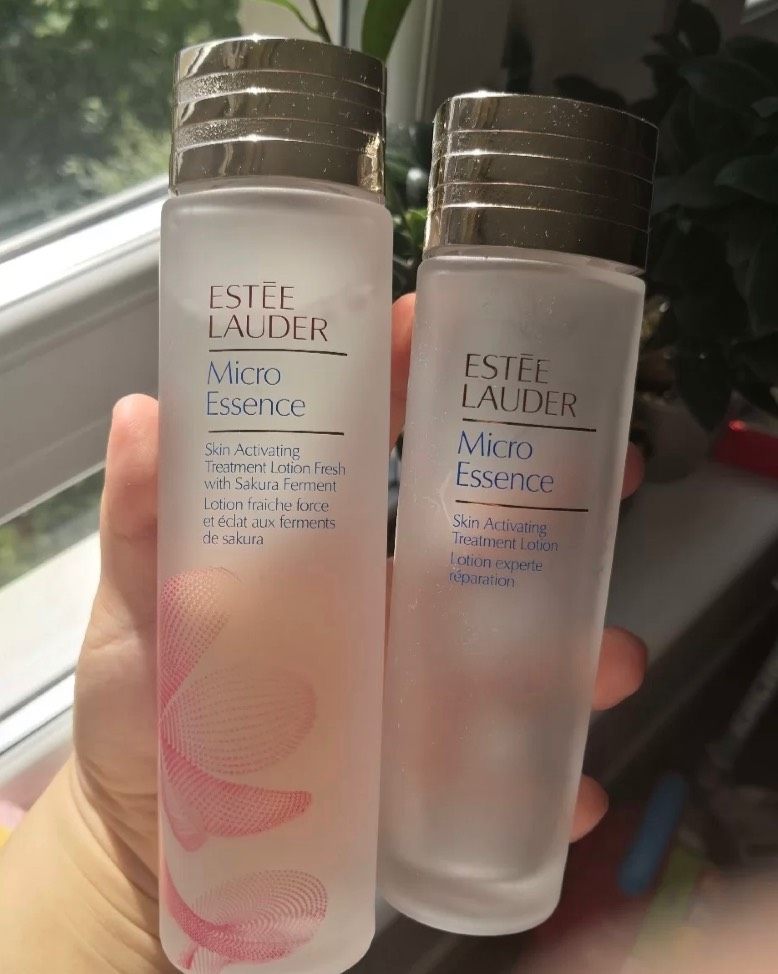 ESTĒE
LAUDER
Micro
Essence
Skin Activating
Treatment Lotion Fresh
with Sakura Ferment
Lotion fraîche force
et éclat aux ferments
de sakura
ESTĒE
LAUDER
Micro
Essence
Skin Activating
Treatment Lotion
Lotion experte
réparation